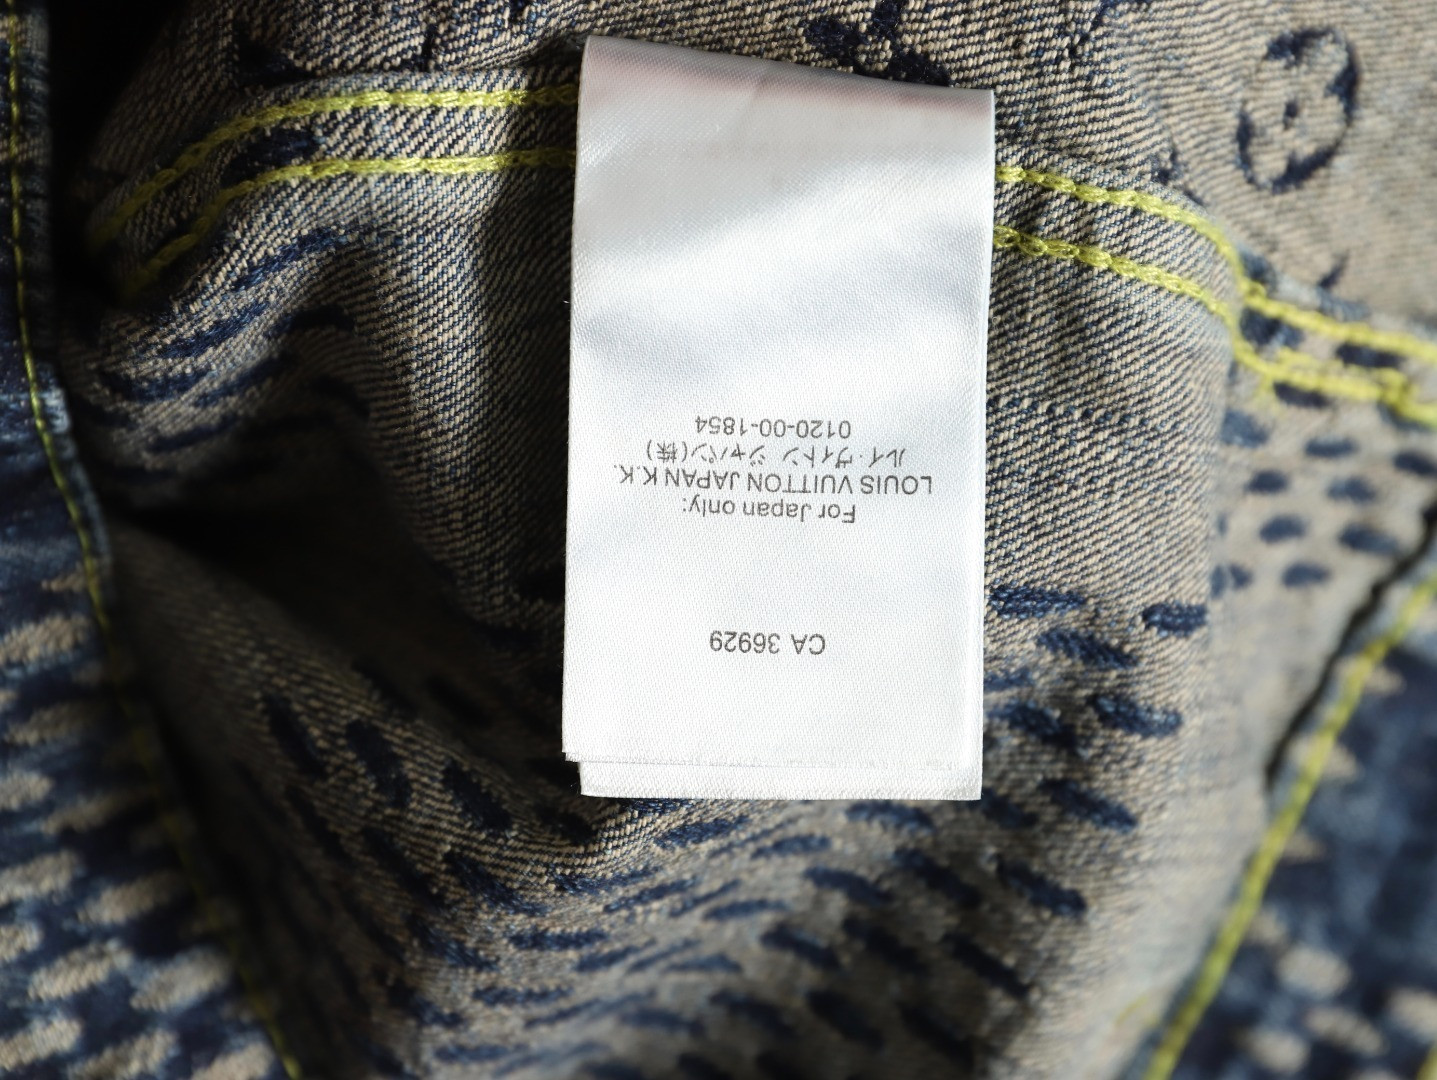 CA 36929
For Japan only:
LOUIS VUITTON JAPAN K.K.
ルイ・ヴィトン ジャパン(株)
0120-00-1854